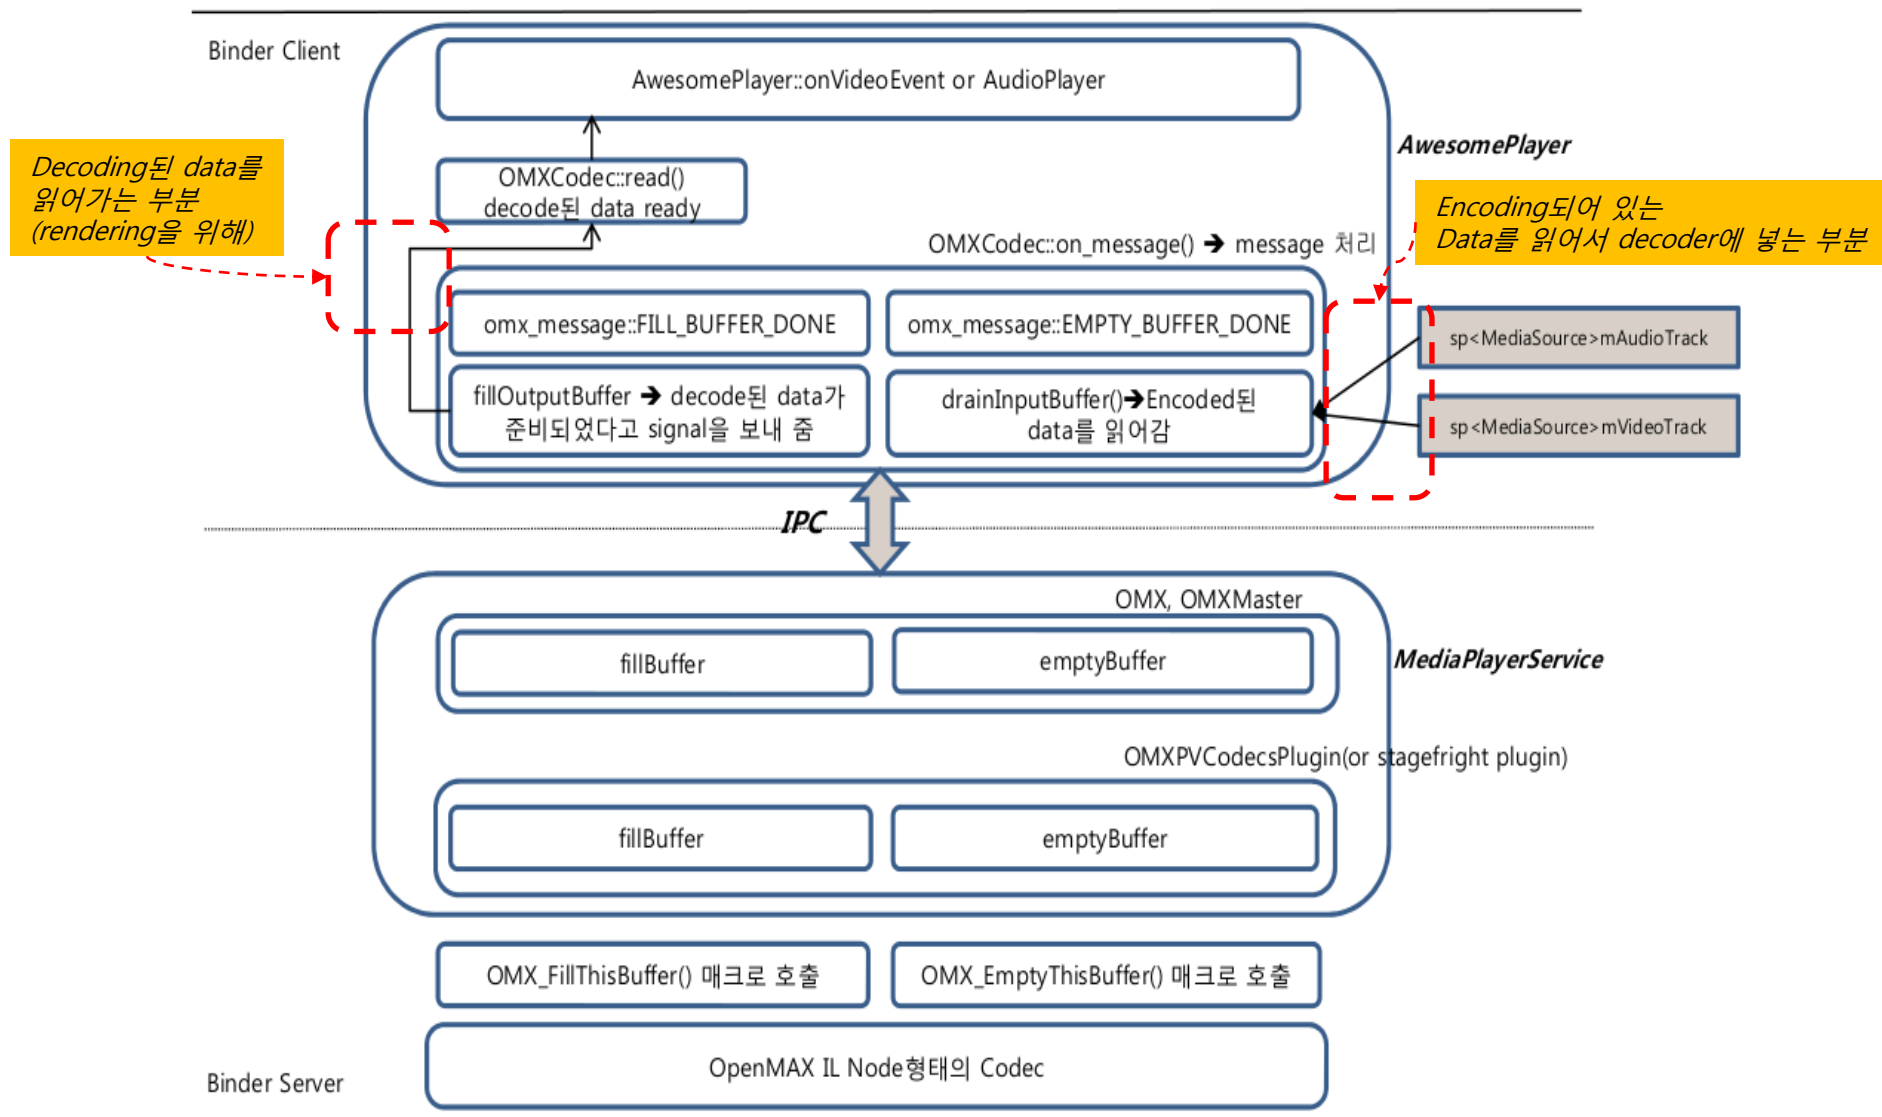 Binder Client
AwesomePlayer::onVideoEvent or AudioPlayer
AwesomePlayer
Decoding된 data를
읽어가는 부분
(rendering을 위해)
OMXCodec::read()
decode된 data ready
Encoding되어 있는
Data를 읽어서 decoder에 넣는 부분
OMXCodec::on_message() ➔ message 처리
omx_message::FILL_BUFFER_DONE
omx_message::EMPTY_BUFFER_DONE
sp<MediaSource>mAudioTrack
fillOutputBuffer ➔ decode된 data가
준비되었다고 signal을 보내 줌
drainInputBuffer()➔Encoded된
data를 읽어감
sp<MediaSource>mVideoTrack
IPC
OMX, OMXMaster
fillBuffer
emptyBuffer
MediaPlayerService
OMXPVCodecsPlugin(or stagefright plugin)
fillBuffer
emptyBuffer
OMX_FillThisBuffer() 매크로 호출
OMX_EmptyThisBuffer() 매크로 호출
OpenMAX IL Node형태의 Codec
Binder Server